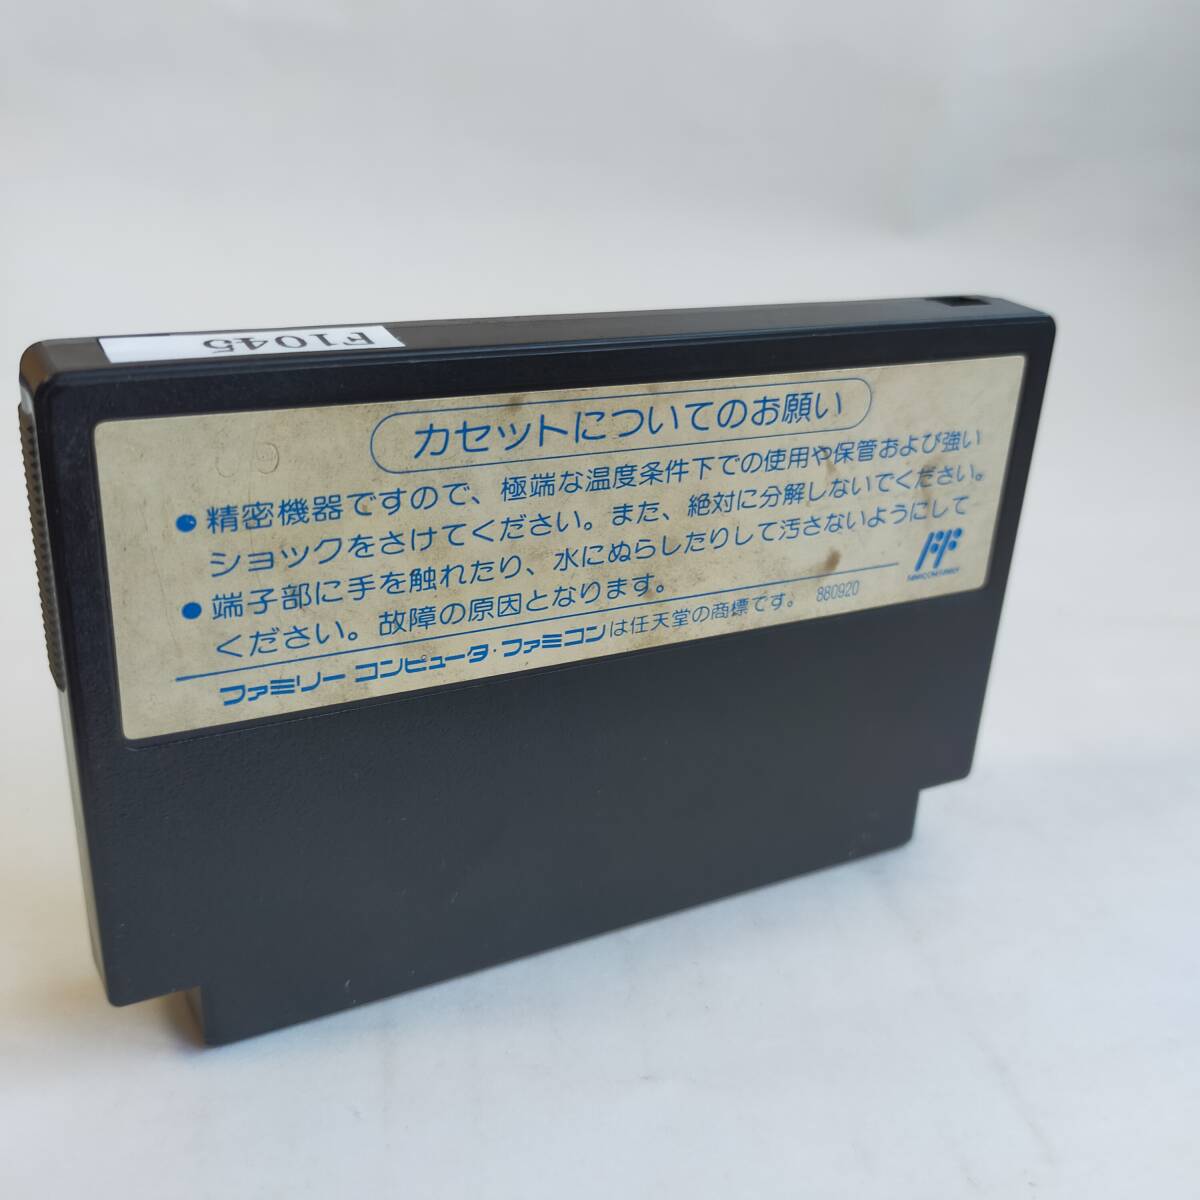 F1045
カセットについてのお願い
●精密機器ですので、極端な温度条件下での使用や保管および強い
ショックをさけてください。また、絶対に分解しないでください。
●端子部に手を触れたり、水にぬらしたりして汚さないようにして
ください。故障の原因となります。
ファミリー コンピュータ・ファミコンは任天堂の商標です。 880920
FAMICOM FAMILY